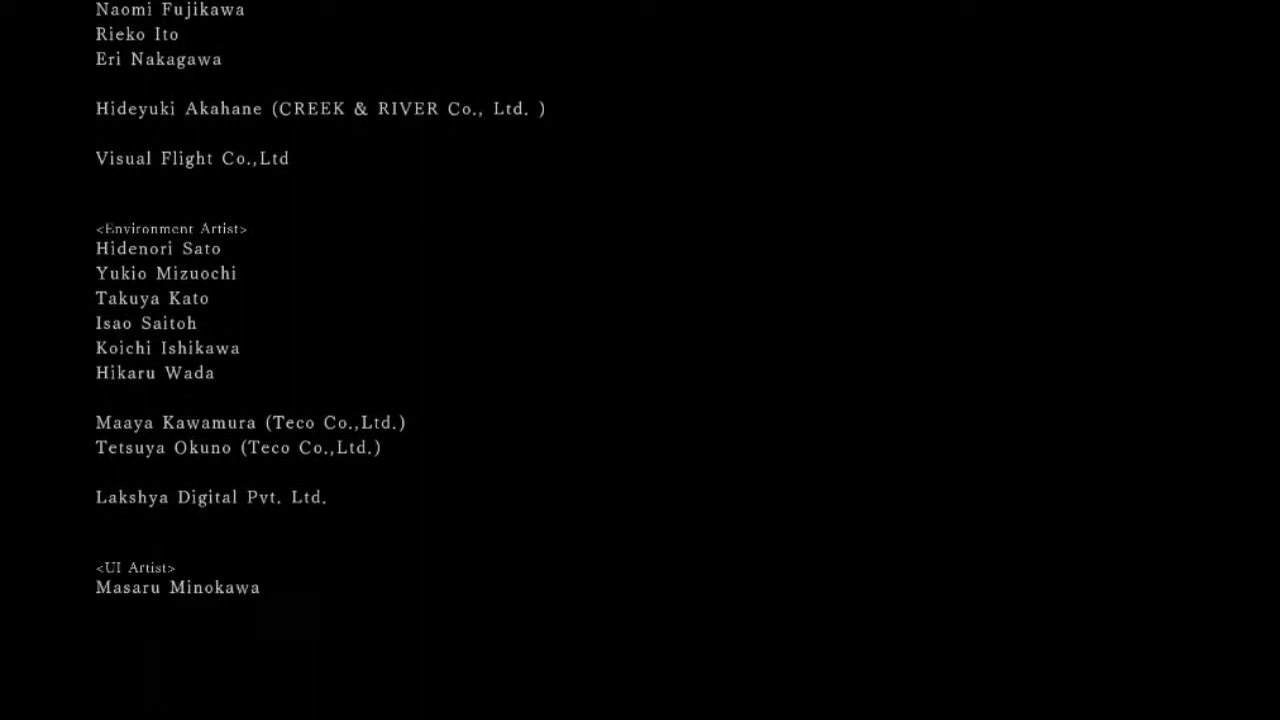 Naomi Fujikawa
Rieko Ito
Eri Nakagawa
Hideyuki Akahane (CREEK & RIVER Co., Ltd. )
Visual Flight Co.,Ltd
<Environment Artist>
Hidenori Sato
Yukio Mizuochi
Takuya Kato
Isao Saitoh
Koichi Ishikawa
Hikaru Wada
Maaya Kawamura (Teco Co.,Ltd.)
Tetsuya Okuno (Teco Co.,Ltd.)
Lakshya Digital Pvt. Ltd.
<UI Artist>
Masaru Minokawa